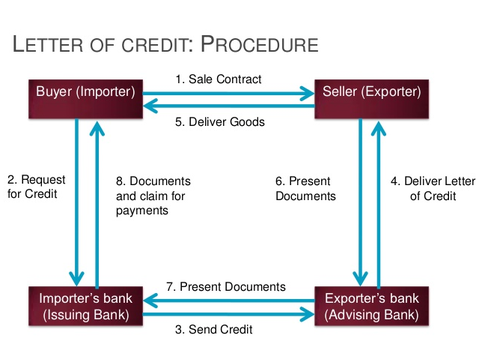 LETTER OF CREDIT: PROCEDURE
1. Sale Contract
Buyer (Importer)
Seller (Exporter)
5. Deliver Goods
2. Request
for Credit
8. Documents
and claim for
payments
6. Present
Documents
4. Deliver Letter
of Credit
7. Present Documents
Importer's bank
(Issuing Bank)
Exporter's bank
(Advising Bank)
3. Send Credit